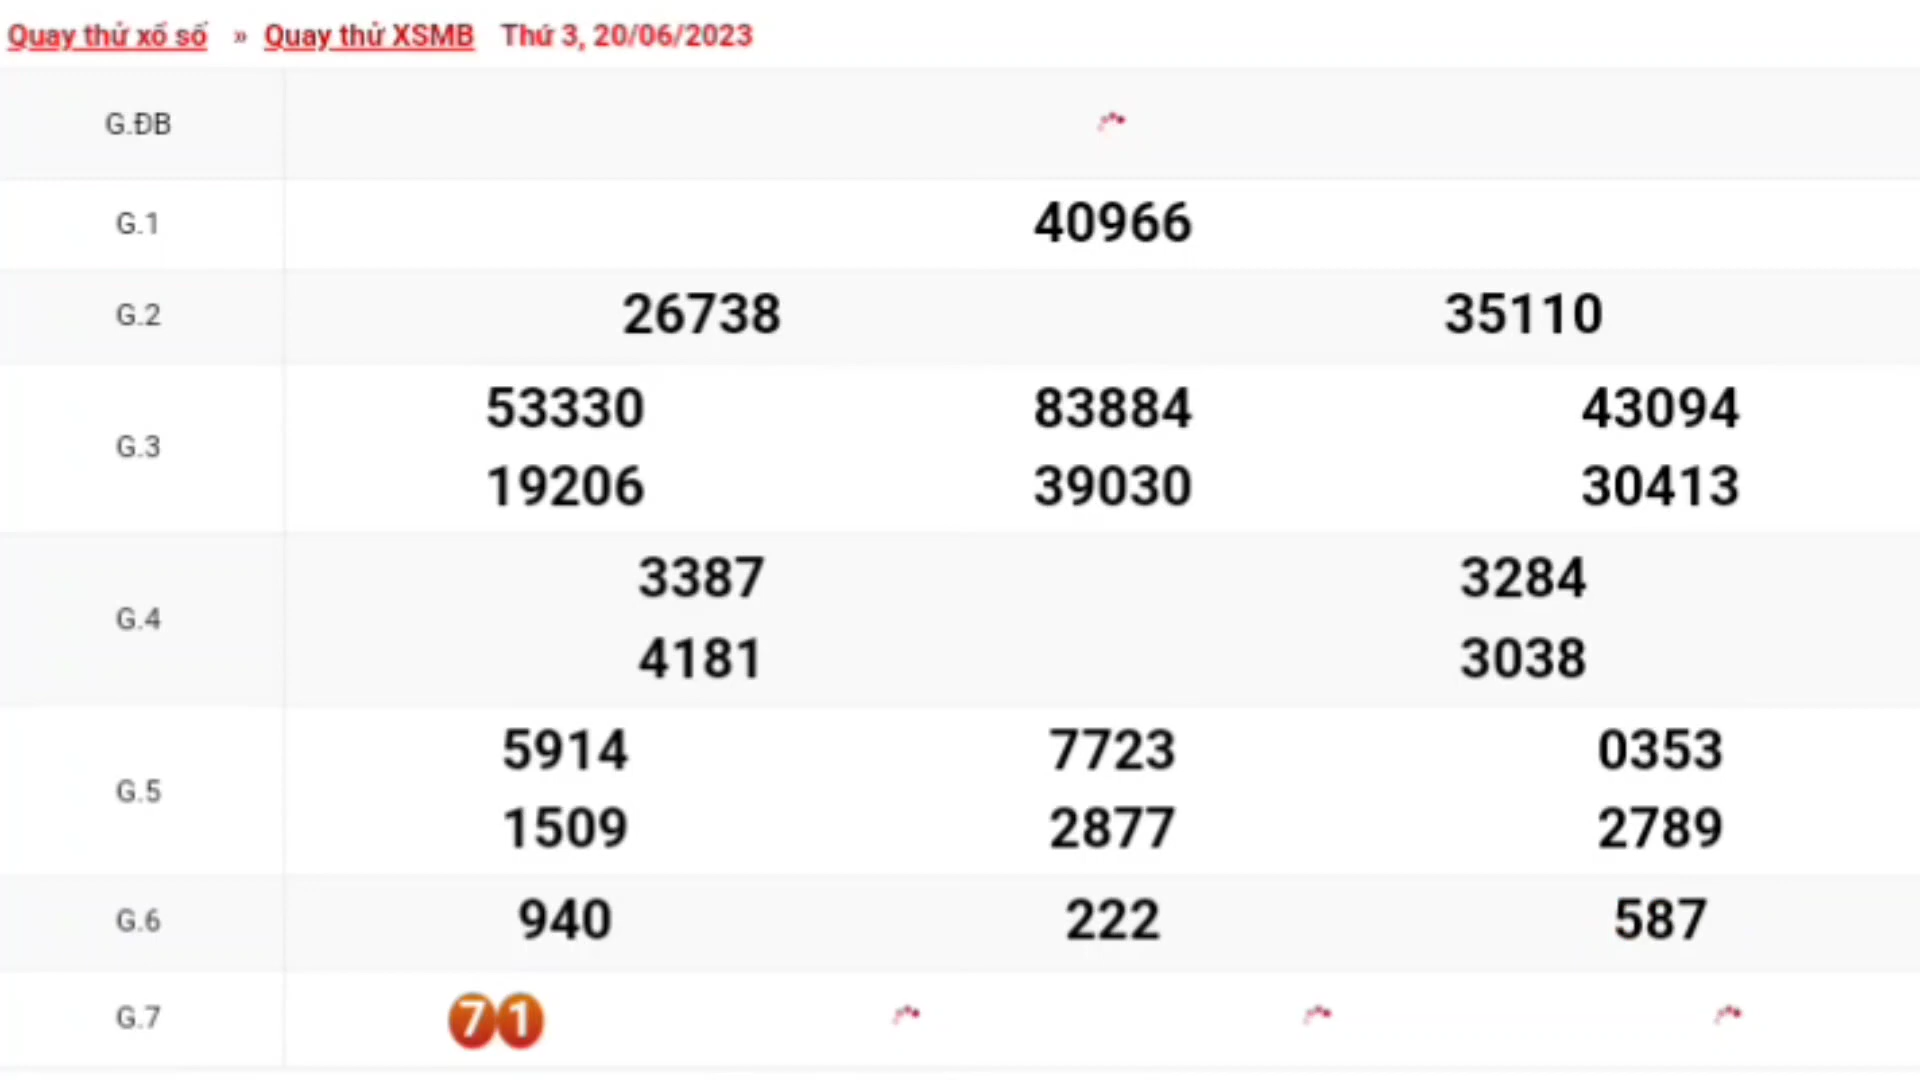 Quay thử xổ số » Quay thử XSMB Thứ 3, 20/06/2023
G.ĐB
G.1 40966
G.2 26738 35110
G.3 53330 83884 43094
19206 39030 30413
G.4 3387 3284
4181 3038
G.5 5914 7723 0353
1509 2877 2789
G.6 940 222 587
G.7 71